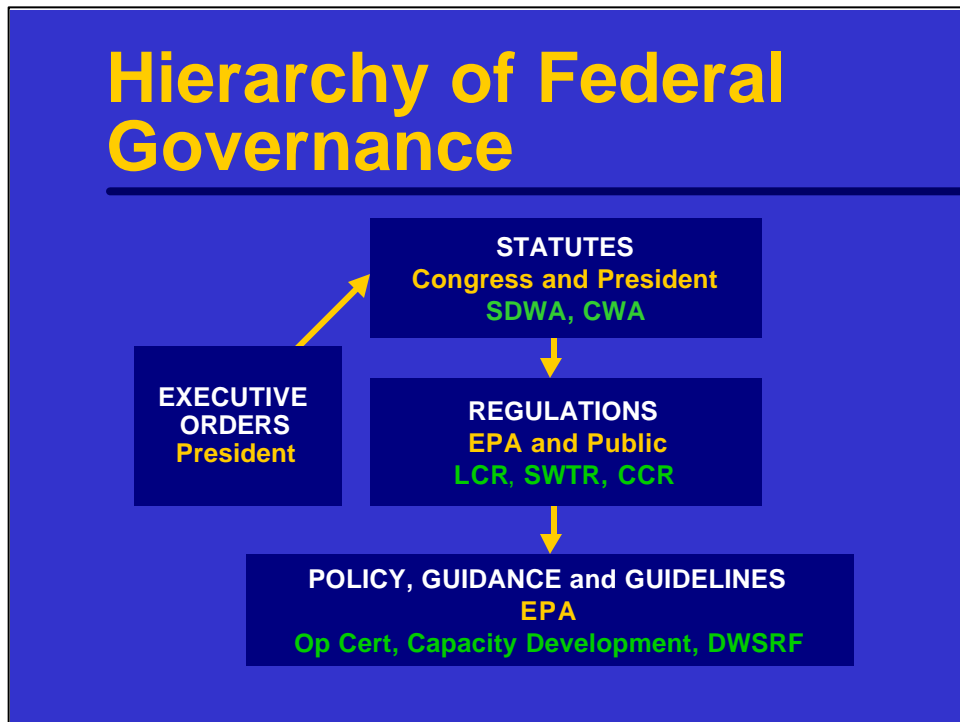 Hierarchy of Federal
Governance
STATUTES
Congress and President
SDWA, CWA
EXECUTIVE
ORDERS
President
REGULATIONS
EPA and Public
LCR, SWTR, CCR
POLICY, GUIDANCE and GUIDELINES
EPA
Op Cert, Capacity Development, DWSRF